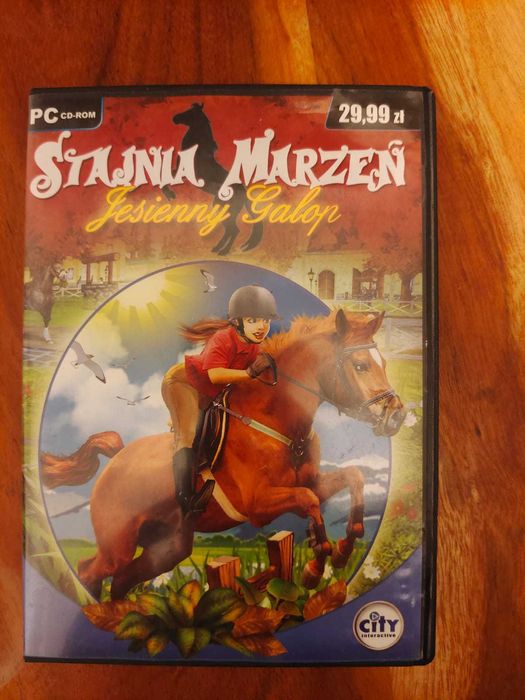 PC CD-ROM
29,99 zł
STAJNIA MARZEŃ
Jesienny Galop
CITY
interactive